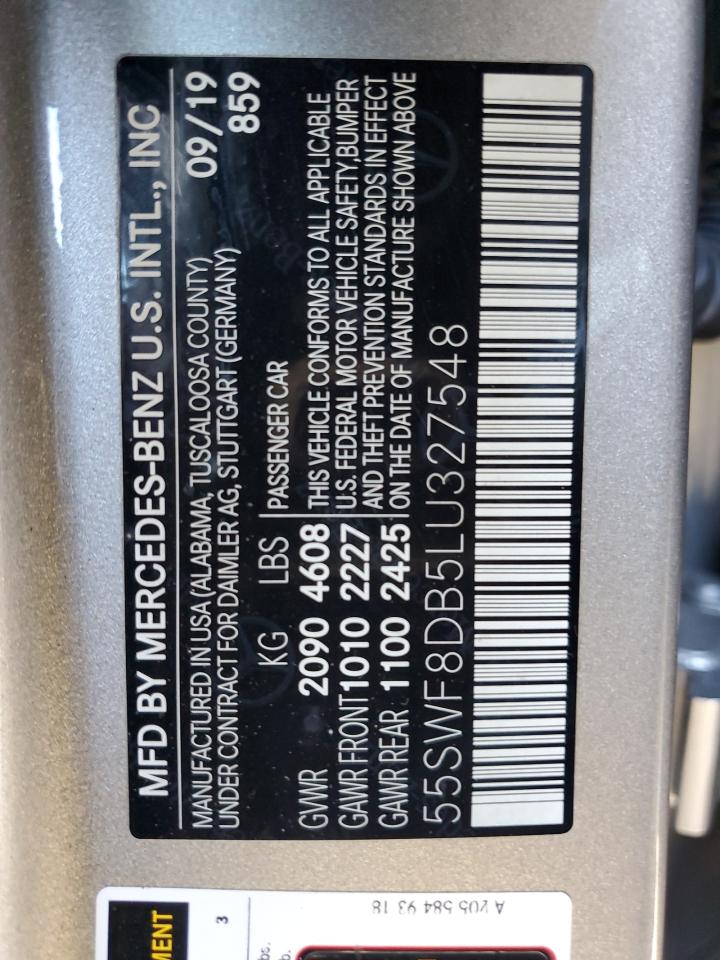 MFD BY MERCEDES-BENZ U.S. INTL., INC
MANUFACTURED IN USA (ALABAMA, TUSCALOOSA COUNTY) 09/19
UNDER CONTRACT FOR DAIMLER AG, STUTTGART (GERMANY) 859
KG LBS PASSENGER CAR
GVWR 2090 4608 THIS VEHICLE CONFORMS TO ALL APPLICABLE
GAWR FRONT 1010 2227 U.S. FEDERAL MOTOR VEHICLE SAFETY, BUMPER
AND THEFT PREVENTION STANDARDS IN EFFECT
GAWR REAR 1100 2425 ON THE DATE OF MANUFACTURE SHOWN ABOVE
55SWF8DB5LU327548
MENT
3
lbs.
b.
A 205 584 93 18